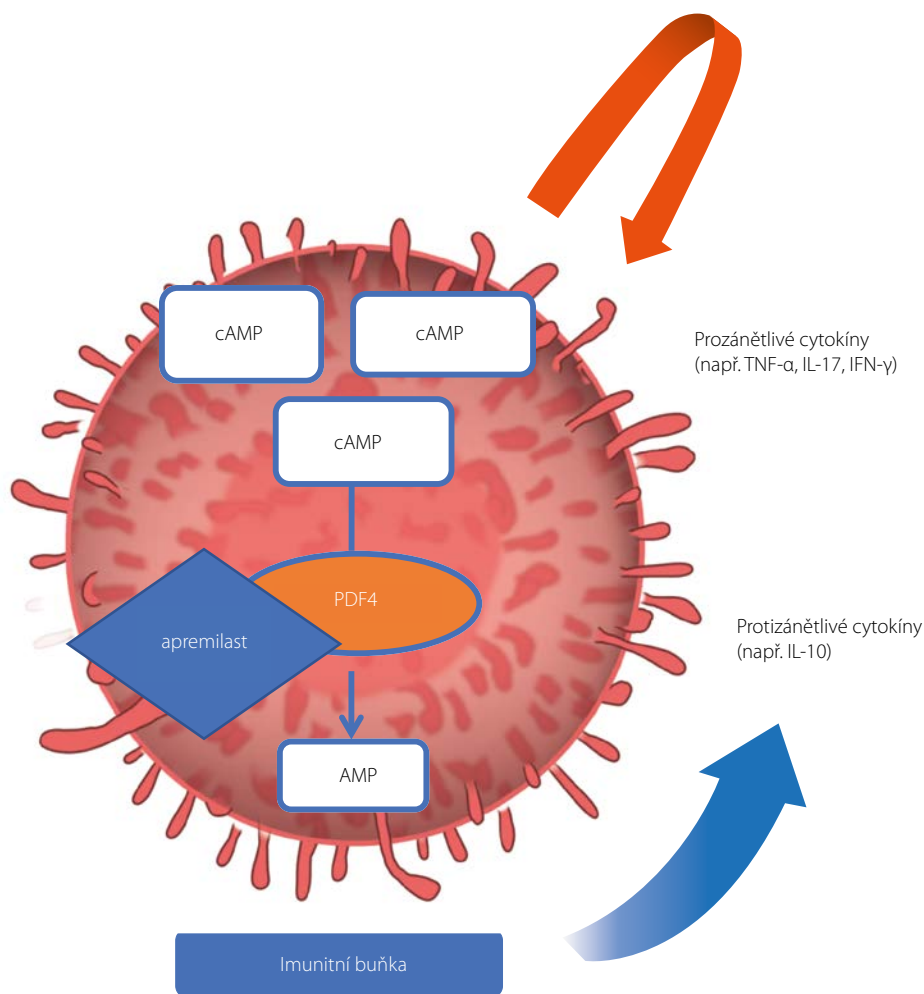 cAMP
cAMP
Prozánětlivé cytokíny
(např. TNF-α, IL-17, IFN-γ)
cAMP
PDF4
apremilast
Protizánětlivé cytokíny
(např. IL-10)
AMP
Imunitní buňka